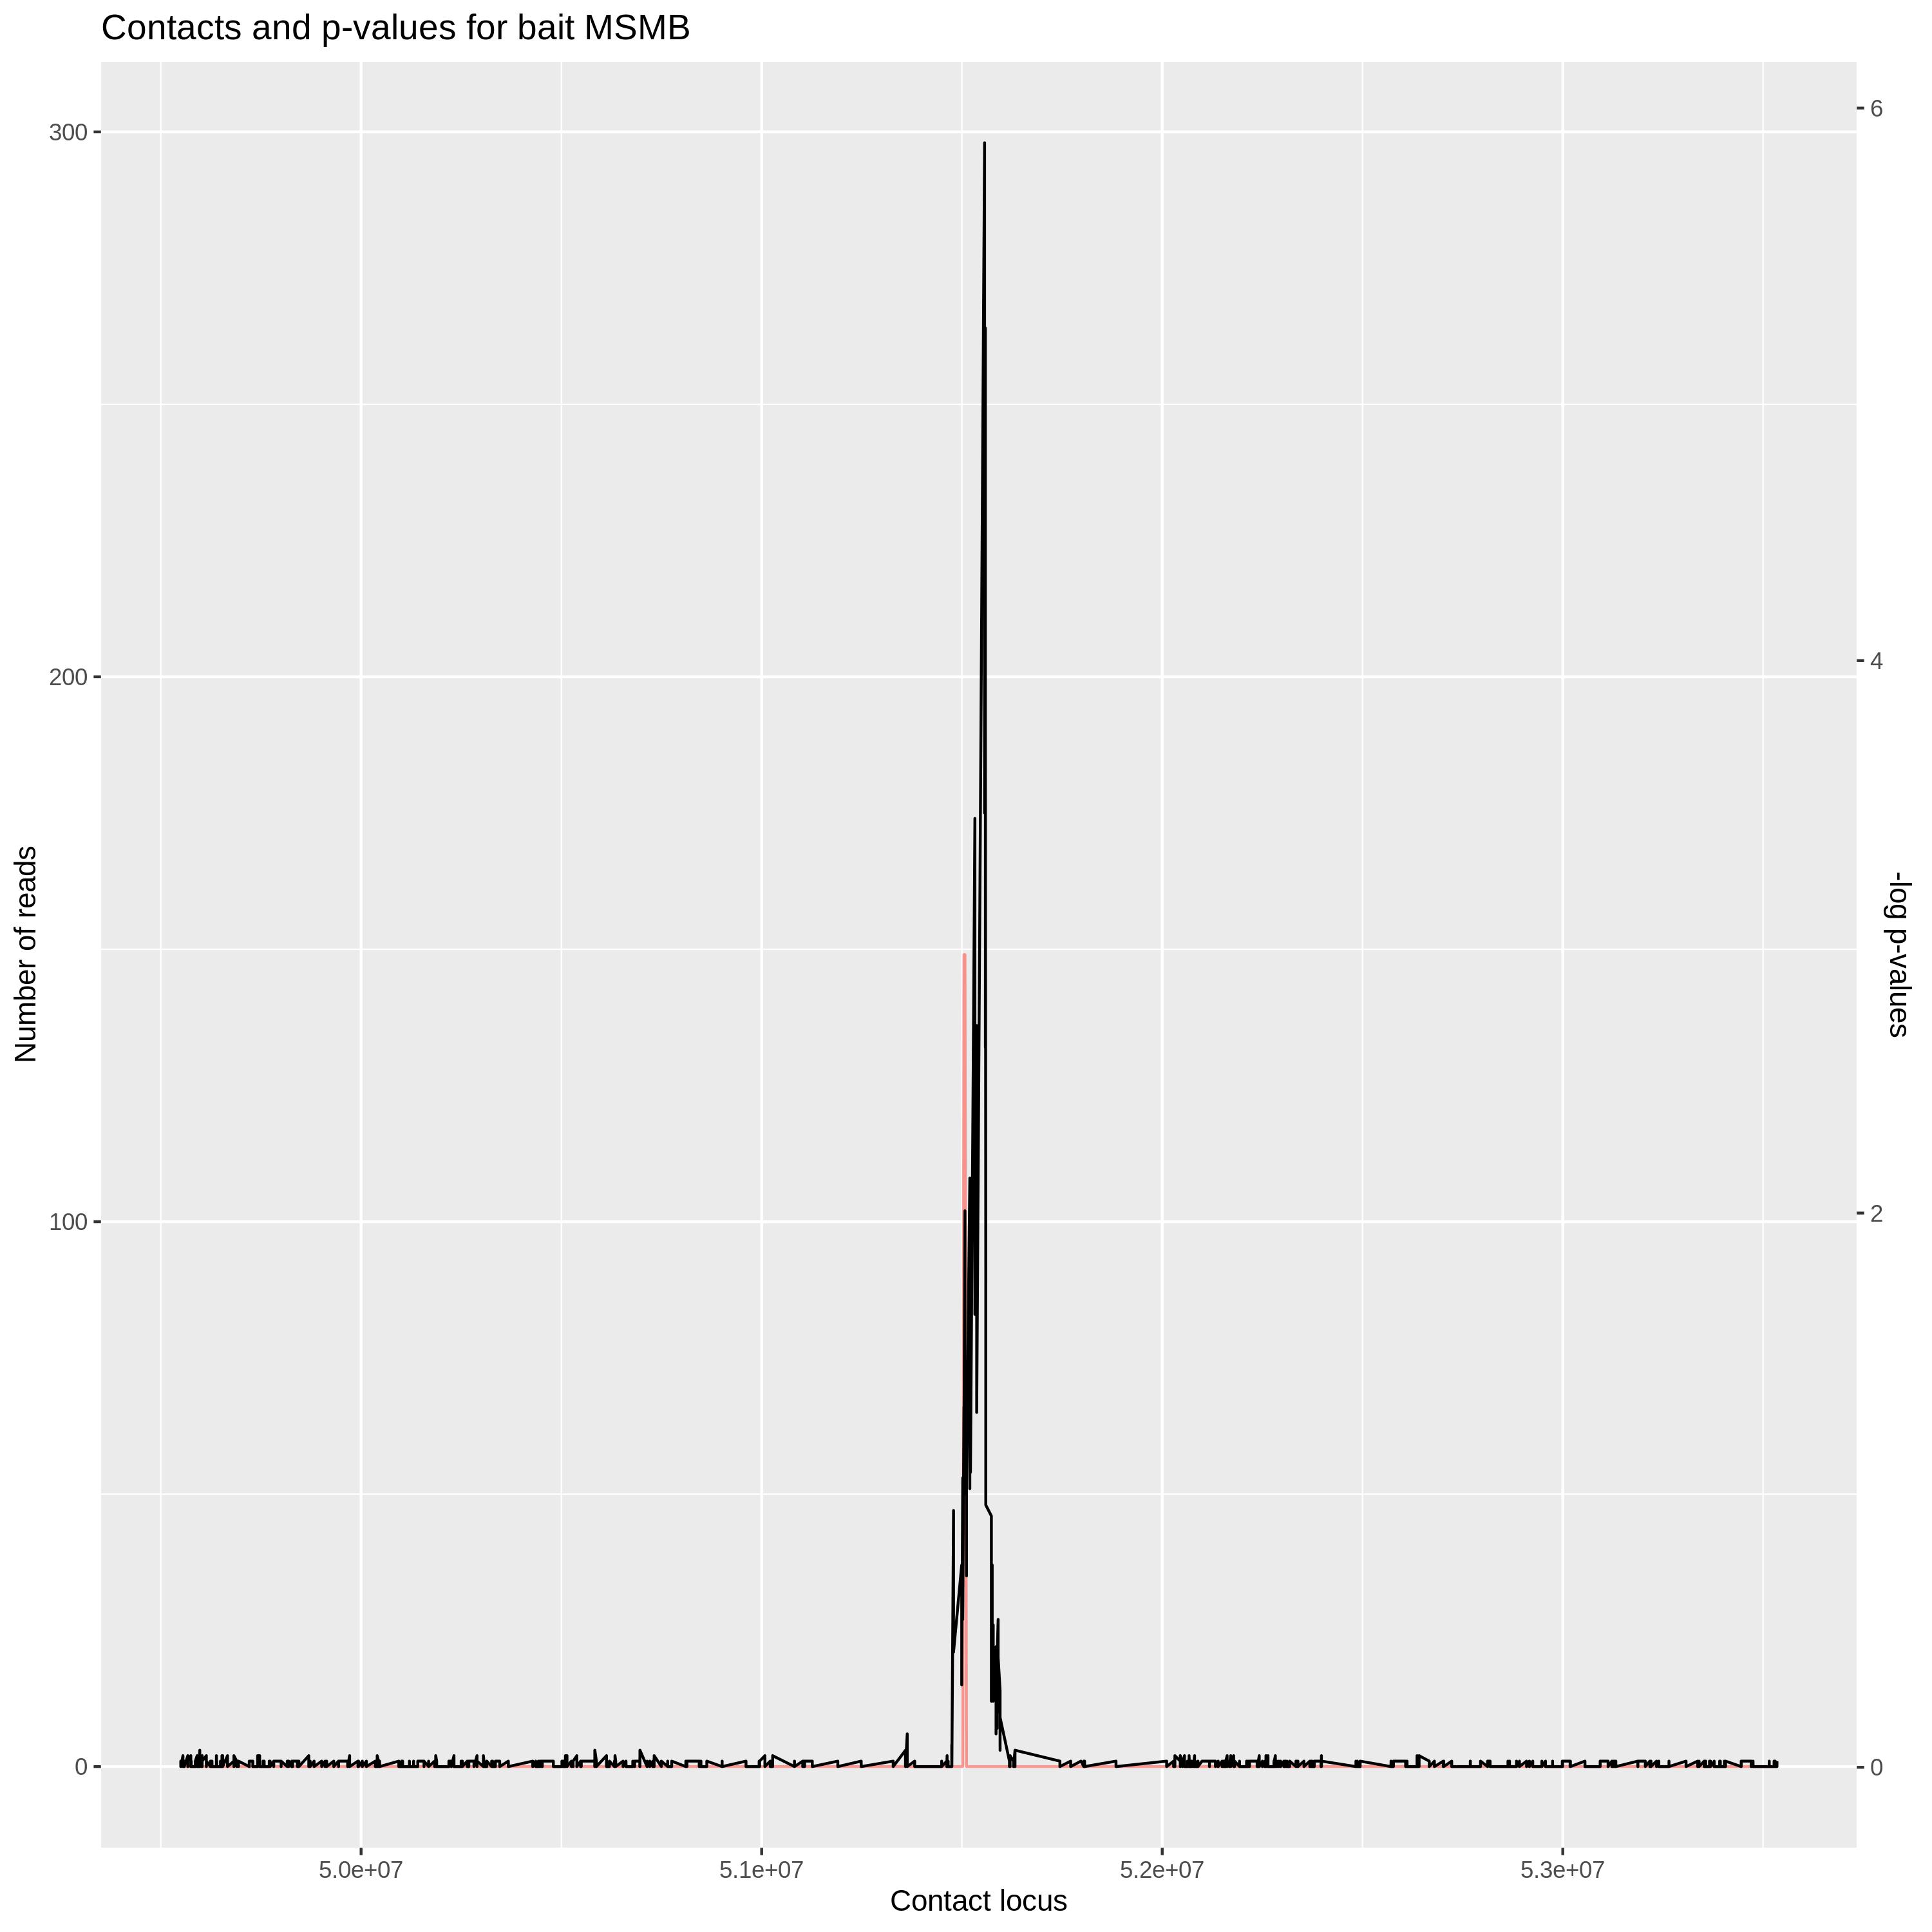 Contacts and p-values for bait MSMB
300
200
100
0
Number of reads
6
4
2
0
-log p-values
5.0e+07 5.1e+07 5.2e+07 5.3e+07
Contact locus